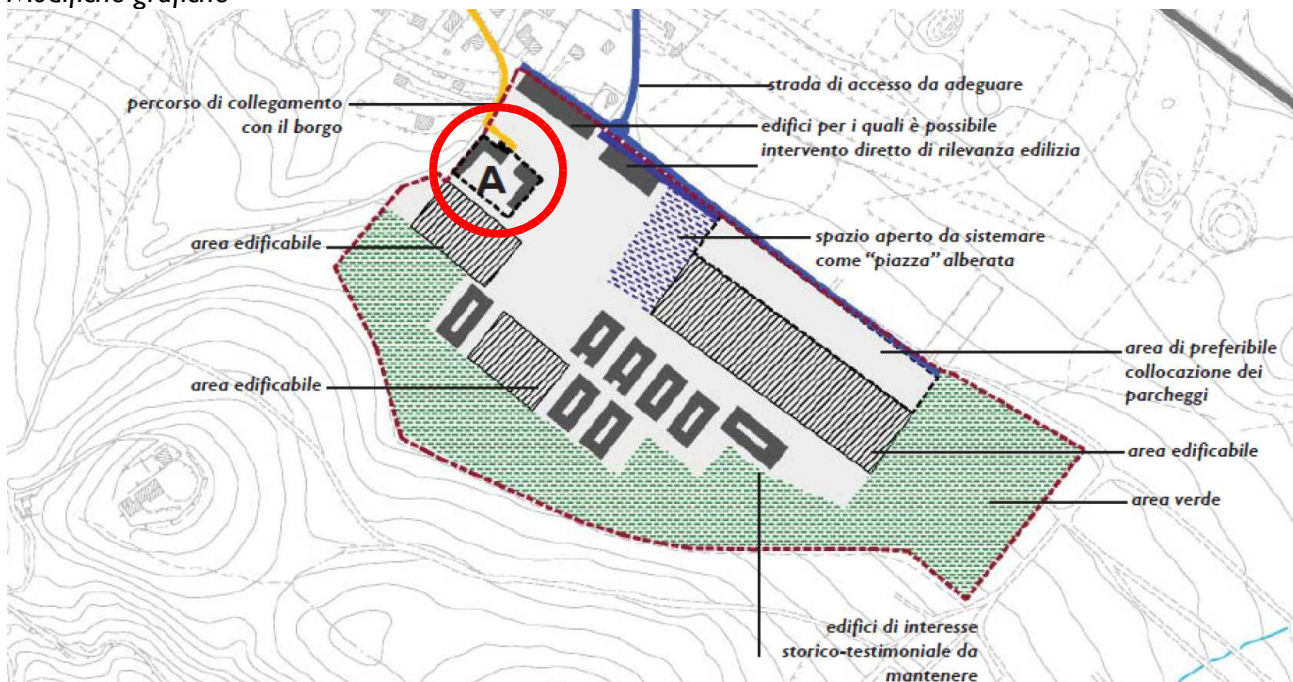 Modifiche grafiche
percorso di collegamento
con il borgo
strada di accesso da adeguare
edifici per i quali è possibile
intervento diretto di rilevanza edilizia
A
area edificabile
spazio aperto da sistemare
come “piazza” alberata
area edificabile
area di preferibile
collocazione dei
parcheggi
area edificabile
area verde
edifici di interesse
storico-testimoniale da
mantenere